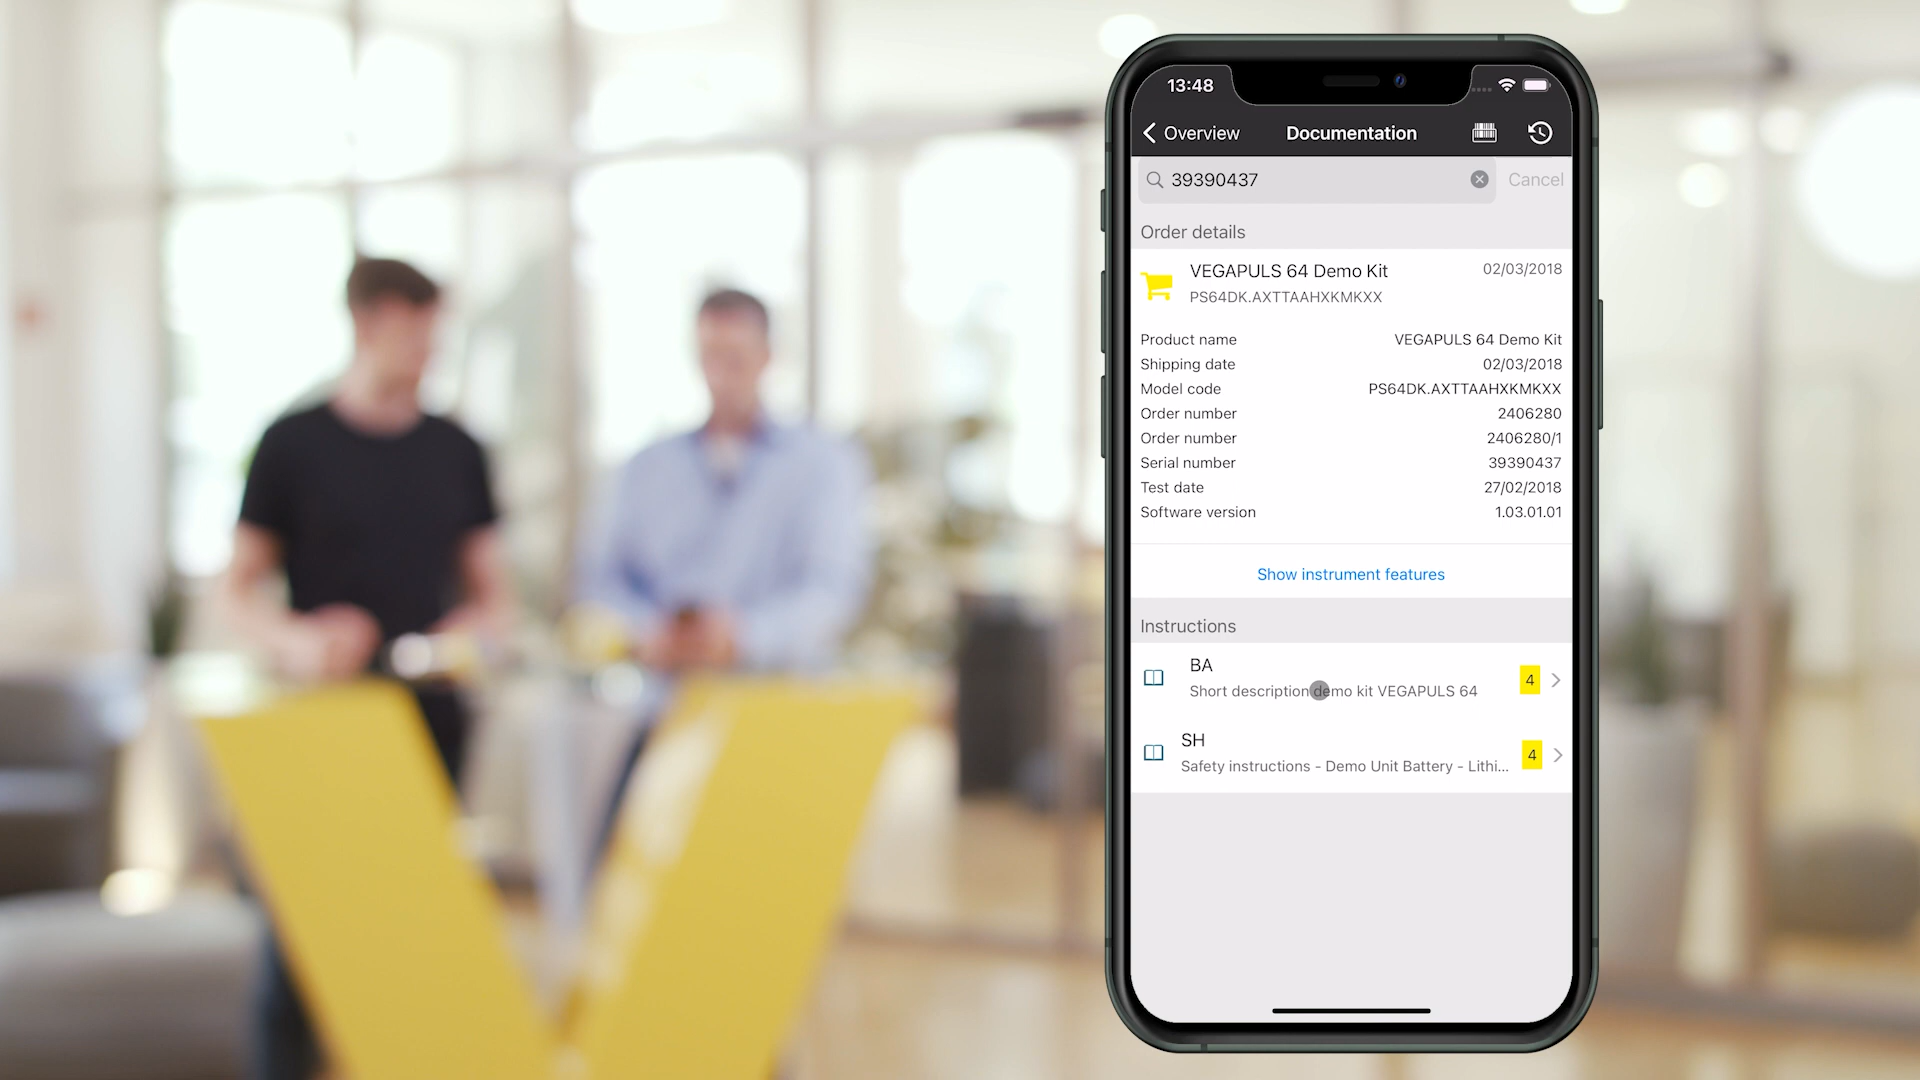 13:48
Overview
Documentation
39390437
Cancel
Order details
VEGAPULS 64 Demo Kit 02/03/2018
PS64DK.AXTTAAHXKMKXX
Product name VEGAPULS 64 Demo Kit
Shipping date 02/03/2018
Model code PS64DK.AXTTAAHXKMKXX
Order number 2406280
Order number 2406280/1
Serial number 39390437
Test date 27/02/2018
Software version 1.03.01.01
Show instrument features
Instructions
BA
Short description demo kit VEGAPULS 64
4
SH
Safety instructions - Demo Unit Battery - Lithi...
4